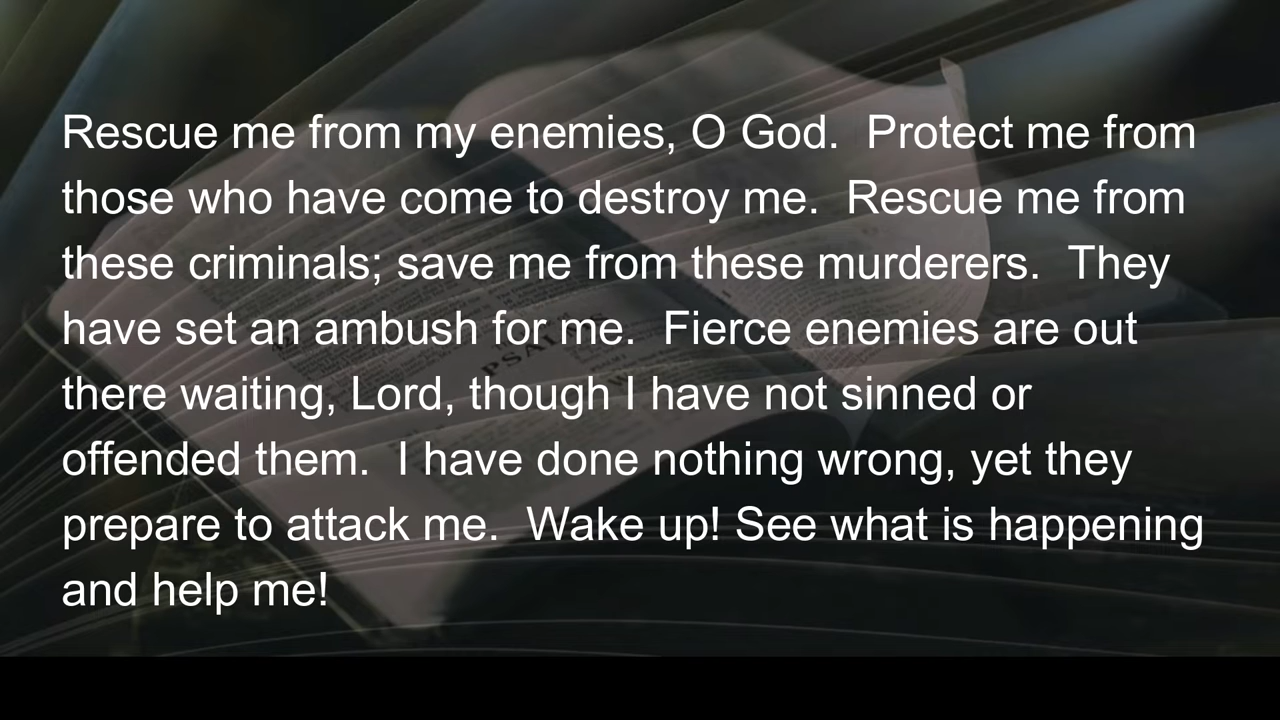 Rescue me from my enemies, O God.  Protect me from
those who have come to destroy me.  Rescue me from
these criminals; save me from these murderers.  They
have set an ambush for me.  Fierce enemies are out
there waiting, Lord, though I have not sinned or
offended them.  I have done nothing wrong, yet they
prepare to attack me.  Wake up! See what is happening
and help me!